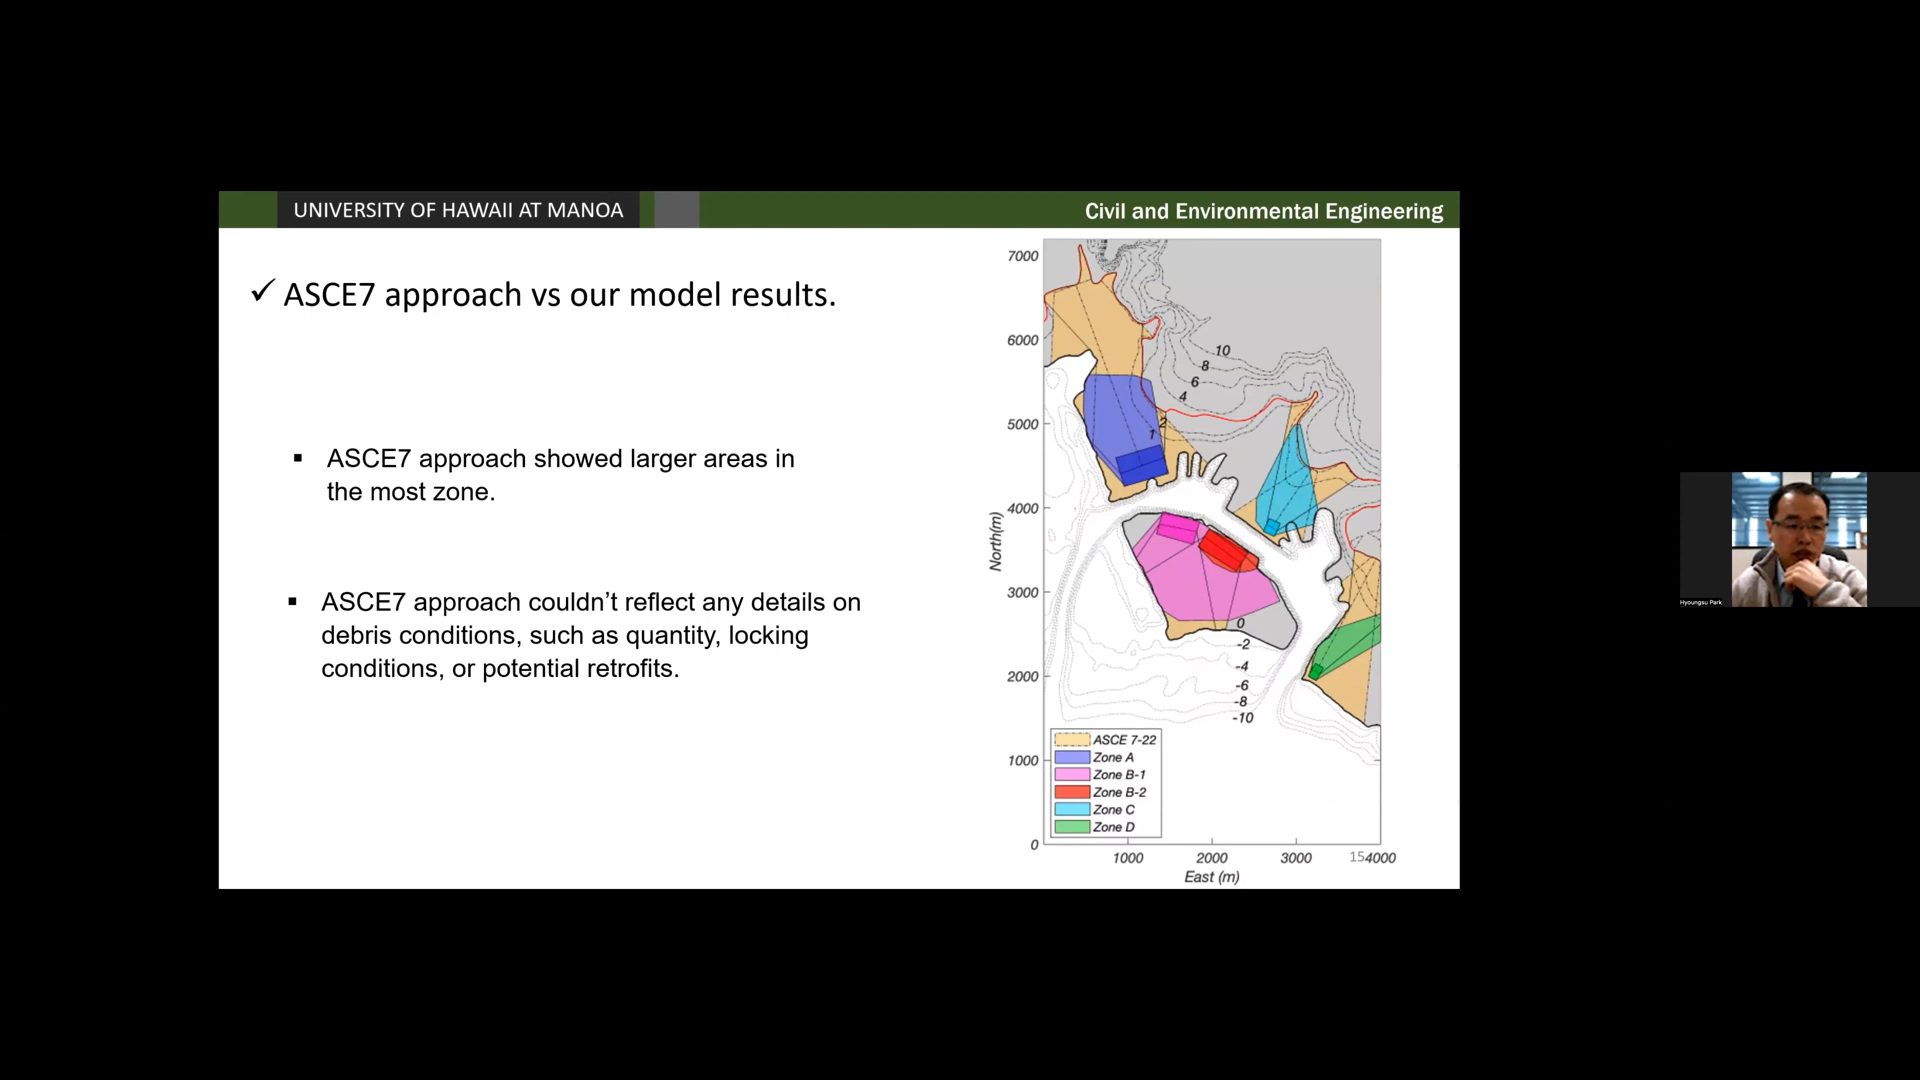 UNIVERSITY OF HAWAII AT MANOA
Civil and Environmental Engineering
✓ ASCE7 approach vs our model results.
▪ ASCE7 approach showed larger areas in
the most zone.
▪ ASCE7 approach couldn’t reflect any details on
debris conditions, such as quantity, locking
conditions, or potential retrofits.
7000
6000
5000
4000
3000
2000
1000
0
North(m)
10
8
6
4
2
1
0
-2
-4
-6
-8
-10
ASCE 7-22
Zone A
Zone B-1
Zone B-2
Zone C
Zone D
1000
2000
3000
4000
15
East (m)
Hyoungsu Park